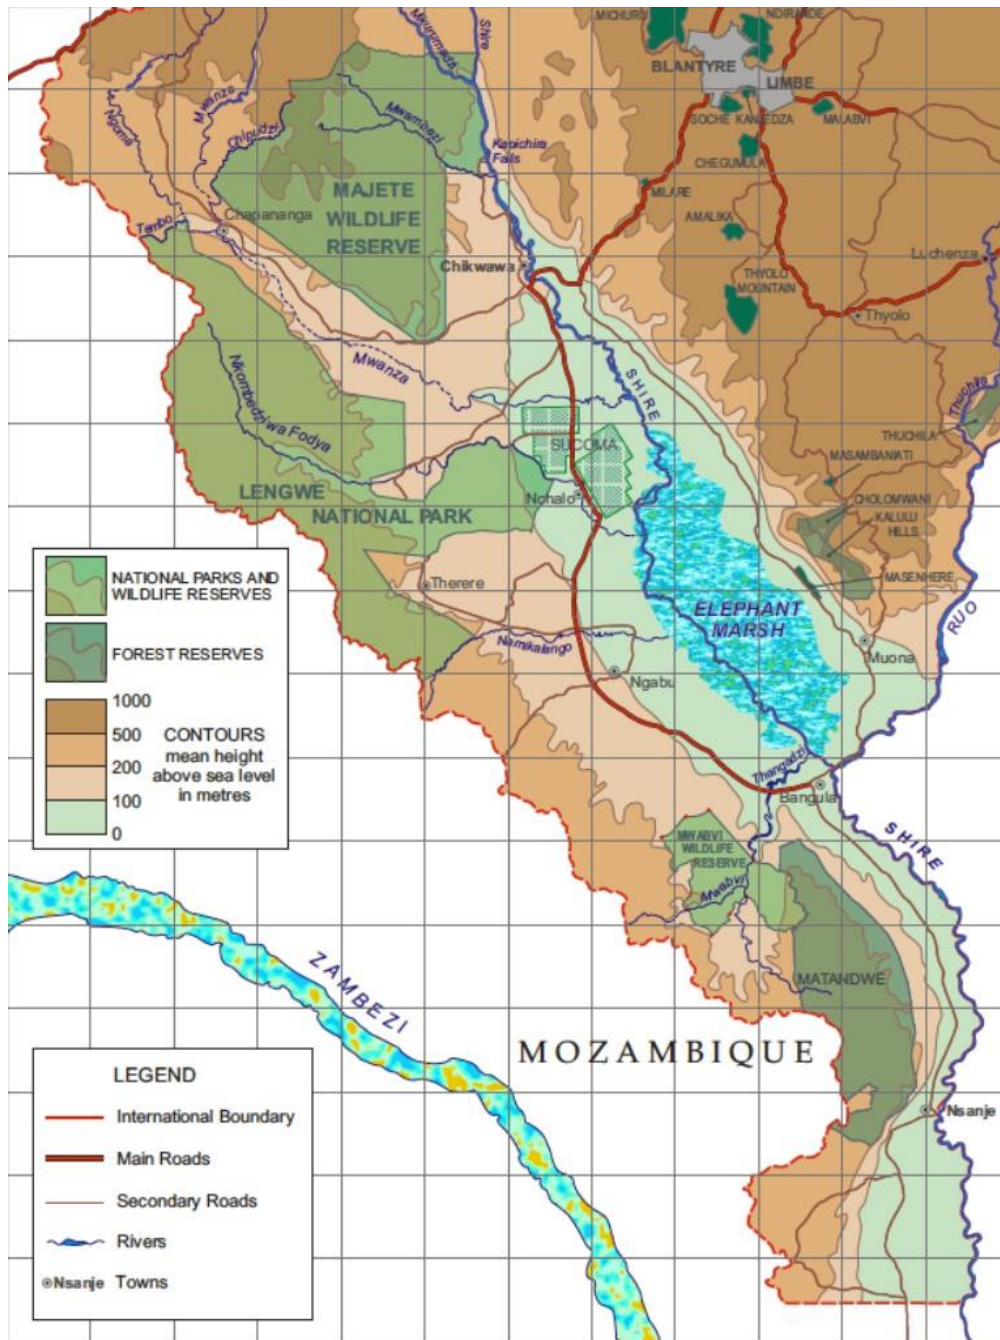 MICHURU
NDIRANDE
Mkurumadzi
Shire
BLANTYRE
LIMBE
Mwanza
Ngoma
Chipudzi
Mwambezi
Kapichira
Falls
SOCHE
KANJEDZA
MALABVI
CHEGUMULA
MAJETE
WILDLIFE
RESERVE
MILARE
Chapananga
Tembo
AMALIKA
Chikwawa
Luchenza
THYOLO
MOUNTAIN
Thyolo
Mwanza
SHIRE
Nkombedziwa Fodya
Thuchila
THUCHILA
SUCOMA
MASAMBANJATI
LENGWE
NATIONAL PARK
Nchalo
CHOLOMWANI
KALULU
HILLS
MASENHERE
Therere
ELEPHANT
MARSH
RUO
Namikalango
Muona
Ngabu
NATIONAL PARKS AND
WILDLIFE RESERVES
FOREST RESERVES
1000
500
200
100
0
CONTOURS
mean height
above sea level
in metres
Thangadzi
Bangula
SHIRE
MWABVI
WILDLIFE
RESERVE
Mwabvi
ZAMBEZI
MATANDWE
MOZAMBIQUE
Nsanje
LEGEND
International Boundary
Main Roads
Secondary Roads
Rivers
Nsanje Towns